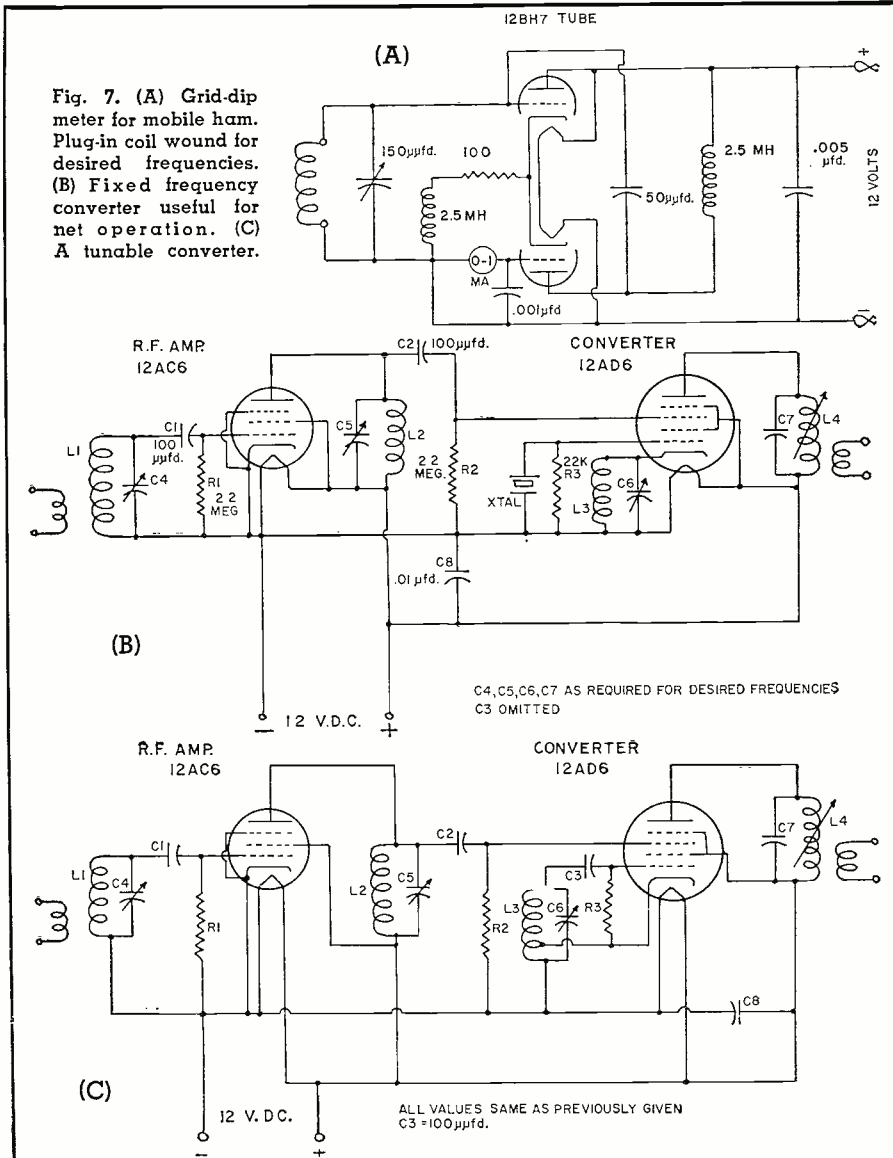 12BH7 TUBE
(A)
Fig. 7. (A) Grid-dip
meter for mobile ham.
Plug-in coil wound for
desired frequencies.
(B) Fixed frequency
converter useful for
net operation. (C)
A tunable converter.
150µµfd.
100
2.5 MH
0-1
MA
.001µfd
50µµfd.
2.5 MH
.005
µfd.
+
12 VOLTS
–
R.F. AMP.
12AC6
C2
100µµfd.
CONVERTER
12AD6
L1
C4
C1
100
µµfd.
R1
2.2
MEG
C5
L2
2.2
MEG.
R2
XTAL
22K
R3
L3
C6
C7
L4
C8
.01 µfd.
(B)
C4,C5,C6,C7 AS REQUIRED FOR DESIRED FREQUENCIES
C3 OMITTED
– 12 V.D.C. +
R.F. AMP.
12AC6
CONVERTER
12AD6
L1
C4
C1
R1
L2
C5
C2
R2
L3
C3
C6
R3
C7
L4
C8
(C)
12 V. DC.
– +
ALL VALUES SAME AS PREVIOUSLY GIVEN
C3 = 100µµfd.